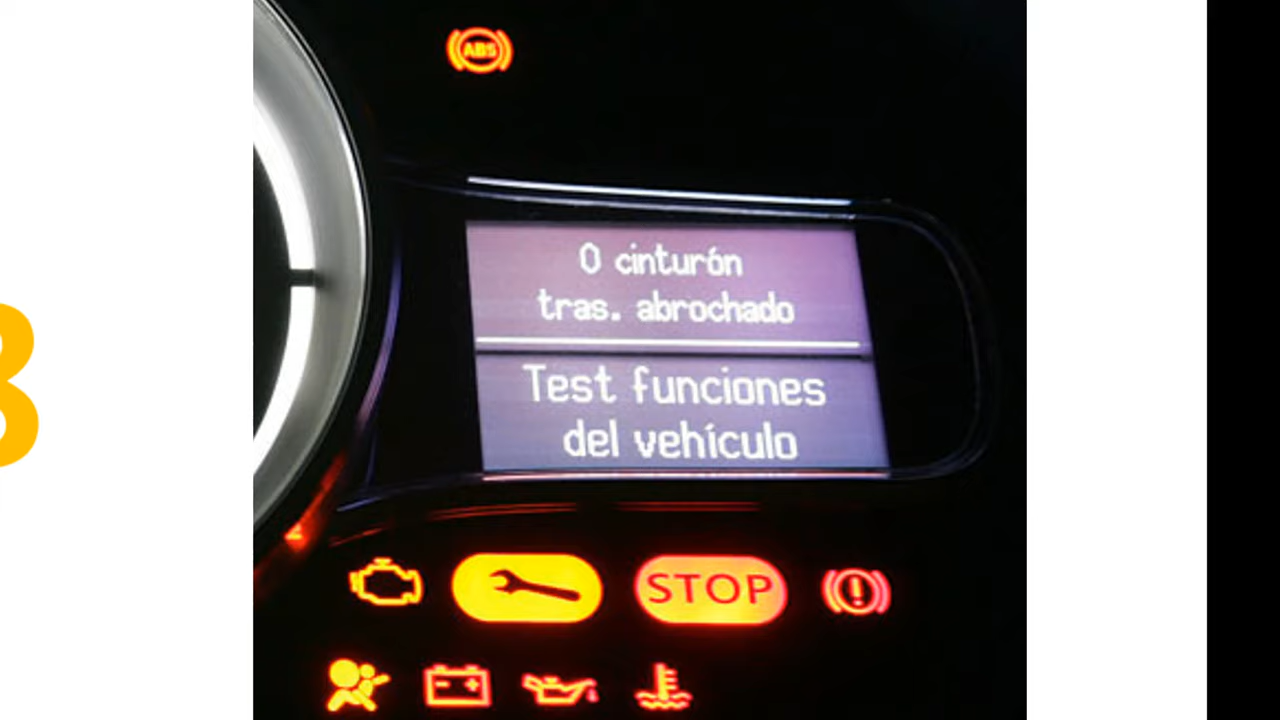 ABS
0 cinturón
tras. abrochado
Test funciones
del vehículo
STOP